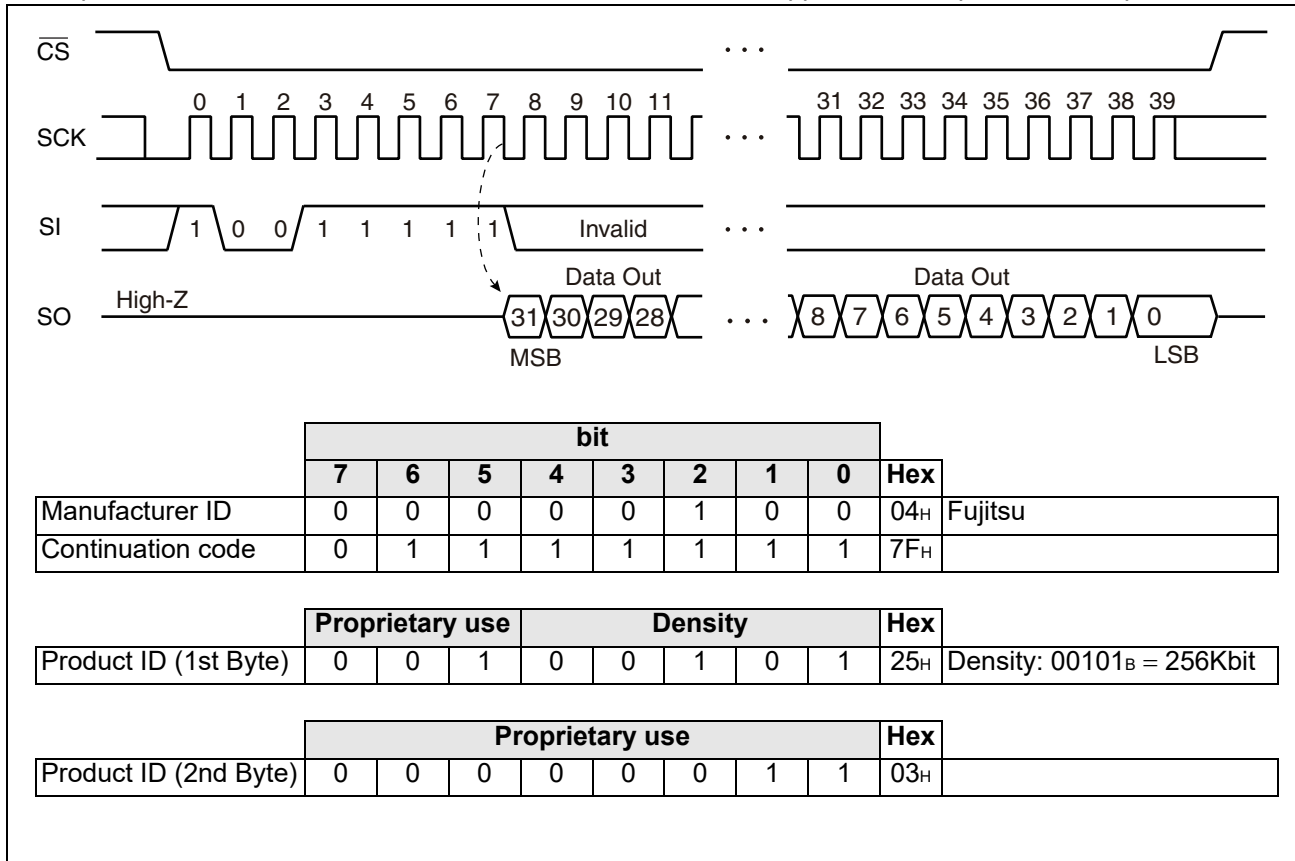 CS
0 1 2 3 4 5 6 7 8 9 10 11 31 32 33 34 35 36 37 38 39
SCK
SI 1 0 0 1 1 1 1 1 Invalid
Data Out Data Out
High-Z
SO 31 30 29 28 8 7 6 5 4 3 2 1 0
MSB LSB
bit
7 6 5 4 3 2 1 0 Hex
Manufacturer ID 0 0 0 0 0 1 0 0 04H Fujitsu
Continuation code 0 1 1 1 1 1 1 1 7FH
Proprietary use Density Hex
Product ID (1st Byte) 0 0 1 0 0 1 0 1 25H Density: 00101B = 256Kbit
Proprietary use Hex
Product ID (2nd Byte) 0 0 0 0 0 0 1 1 03H